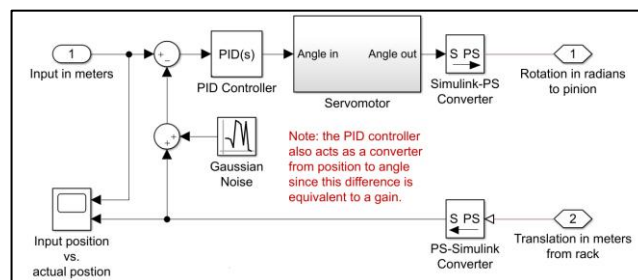 1
Input in meters
PID(s)
PID Controller
Angle in
Angle out
Servomotor
S PS
Simulink-PS
Converter
1
Rotation in radians
to pinion
Gaussian
Noise
Note: the PID controller
also acts as a converter
from position to angle
since this difference is
equivalent to a gain.
Input position
vs.
actual postion
S PS
PS-Simulink
Converter
2
Translation in meters
from rack